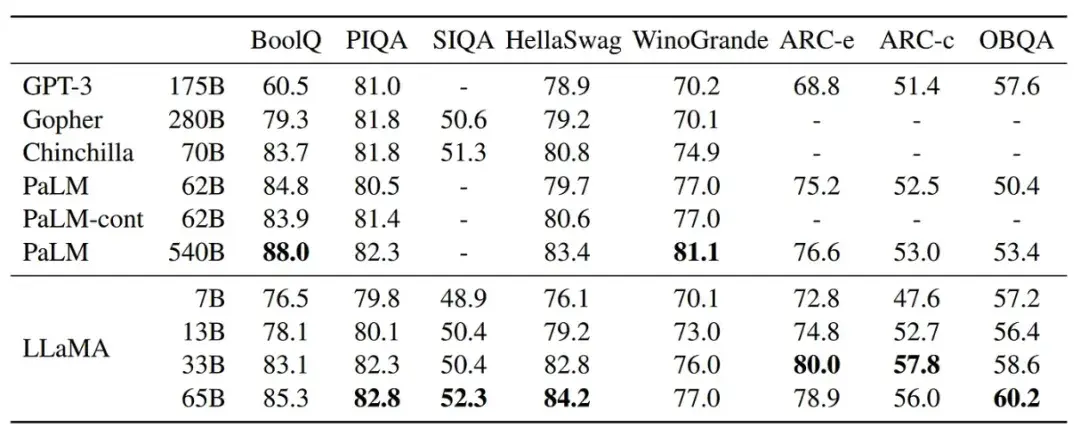 BoolQ PIQA SIQA HellaSwag WinoGrande ARC-e ARC-c OBQA
GPT-3 175B 60.5 81.0 - 78.9 70.2 68.8 51.4 57.6
Gopher 280B 79.3 81.8 50.6 79.2 70.1 - - -
Chinchilla 70B 83.7 81.8 51.3 80.8 74.9 - - -
PaLM 62B 84.8 80.5 - 79.7 77.0 75.2 52.5 50.4
PaLM-cont 62B 83.9 81.4 - 80.6 77.0 - - -
PaLM 540B 88.0 82.3 - 83.4 81.1 76.6 53.0 53.4
LLaMA
7B 76.5 79.8 48.9 76.1 70.1 72.8 47.6 57.2
13B 78.1 80.1 50.4 79.2 73.0 74.8 52.7 56.4
33B 83.1 82.3 50.4 82.8 76.0 80.0 57.8 58.6
65B 85.3 82.8 52.3 84.2 77.0 78.9 56.0 60.2